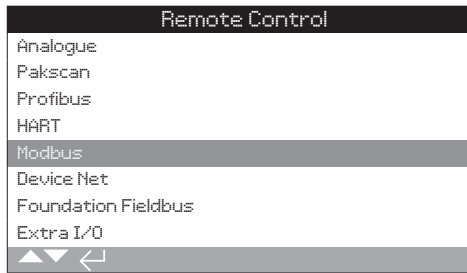 Remote Control
Analogue
Pakscan
Profibus
HART
Modbus
Device Net
Foundation Fieldbus
Extra I/O